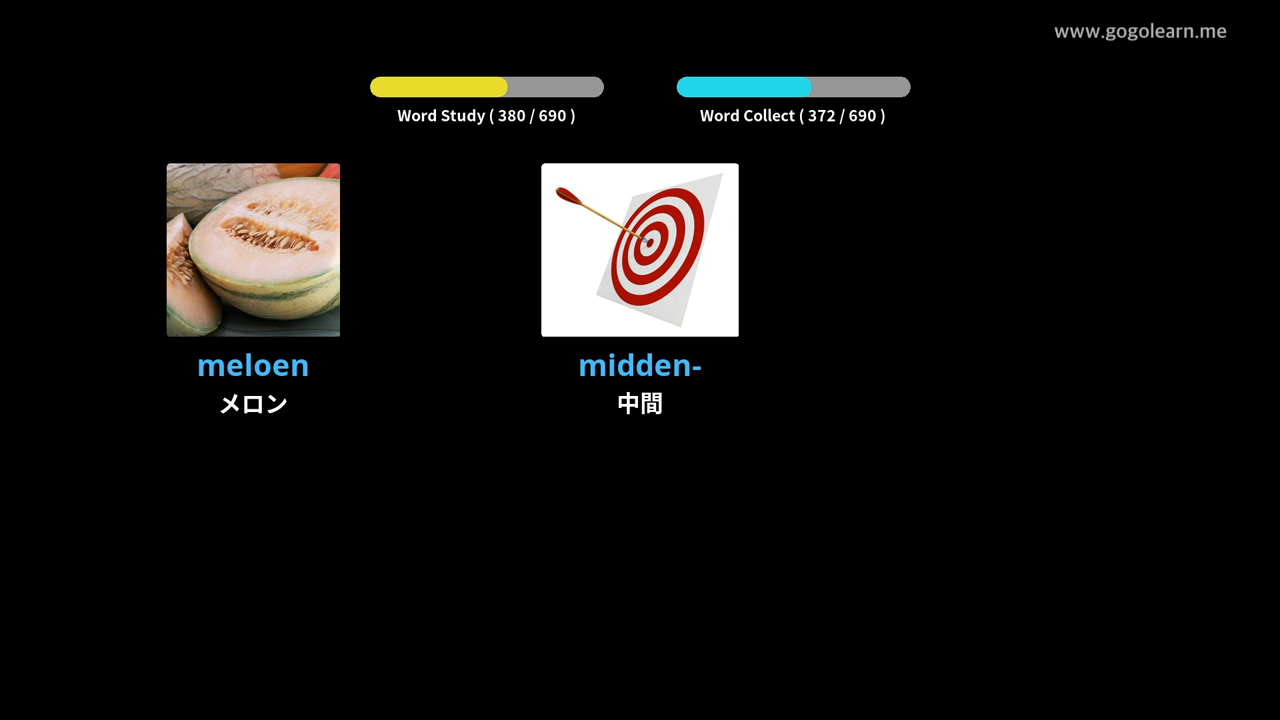 www.gogolearn.me
Word Study ( 380 / 690 )
Word Collect ( 372 / 690 )
meloen
メロン
midden-
中間